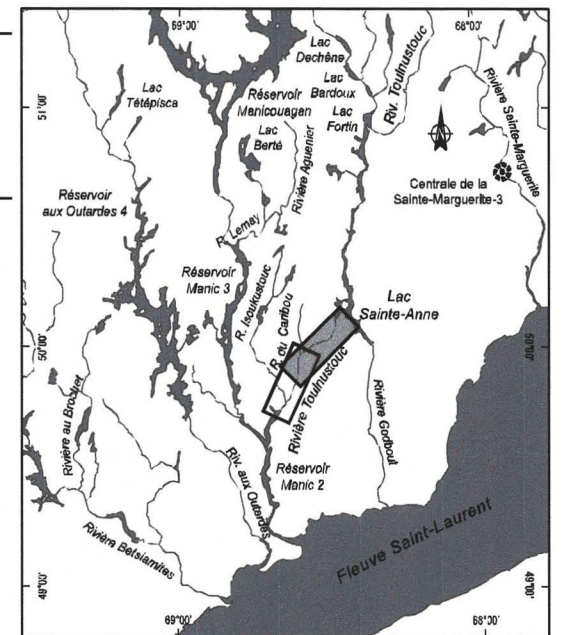 69°00'
68°00'
51°00'
Lac
Dechêne
Lac
Bardoux
Lac
Fortin
Riv. Toulnustouc
Rivière Sainte-Marguerite
Lac
Tétépisca
Réservoir
Manicouagan
Lac
Berté
Rivière Aguenier
Centrale de la
Sainte-Marguerite-3
Réservoir
aux Outardes 4
R. Lemay
Réservoir
Manic 3
R. Isoukustouc
R. du Caribou
Lac
Sainte-Anne
50°00'
50°00'
Rivière Toulnustouc
Rivière au Brochet
Rivière Godbout
Riv. aux Outardes
Réservoir
Manic 2
Rivière Betsiamites
Fleuve Saint-Laurent
49°00'
49°00'
69°00'
68°00'